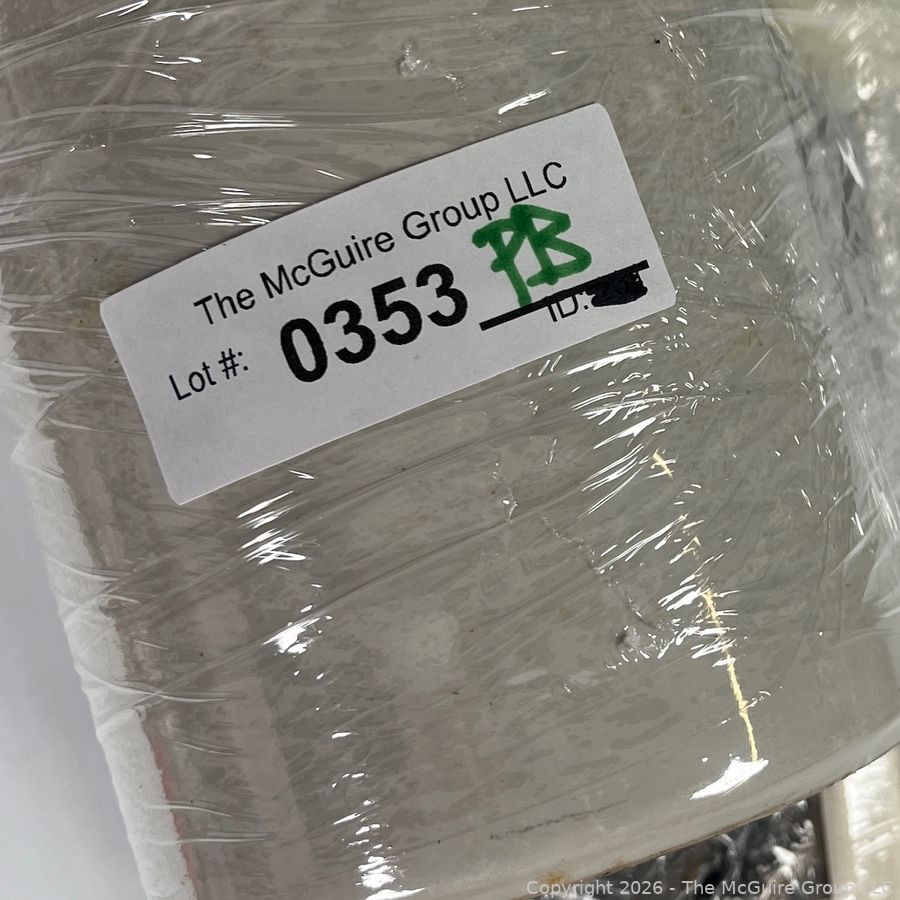 The McGuire Group LLC
Lot #: 0353 PB
ID:
Copyright 2026 - The McGuire Group LLC